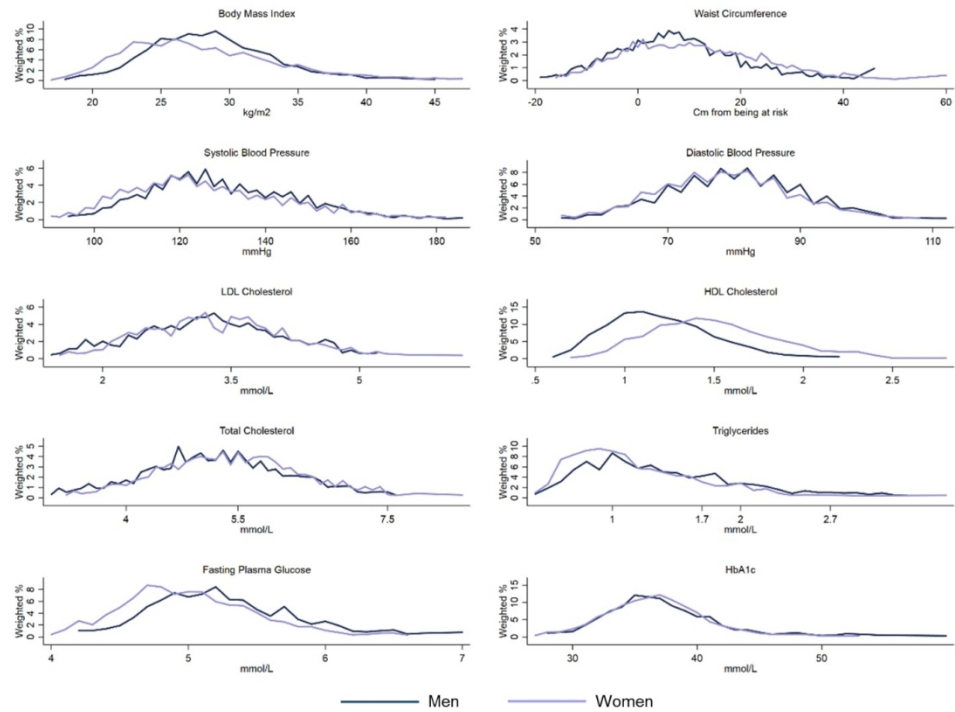 Body Mass Index
Weighted %
0 2 4 6 8 10
20 25 30 35 40 45
kg/m2
Waist Circumference
Weighted %
0 1 2 3 4
-20 0 20 40 60
Cm from being at risk
Systolic Blood Pressure
Weighted %
0 2 4 6
100 120 140 160 180
mmHg
Diastolic Blood Pressure
Weighted %
0 2 4 6 8
50 70 90 110
mmHg
LDL Cholesterol
Weighted %
0 2 4 6
2 3.5 5
mmol/L
HDL Cholesterol
Weighted %
0 5 10 15
.5 1 1.5 2 2.5
mmol/L
Total Cholesterol
Weighted %
0 1 2 3 4 5
4 5.5 7.5
mmol/L
Triglycerides
Weighted %
0 2 4 6 8 10
1 1.7 2 2.7
mmol/L
Fasting Plasma Glucose
Weighted %
0 2 4 6 8
4 5 6 7
mmol/L
HbA1c
Weighted %
0 5 10 15
30 40 50
mmol/L
Men Women